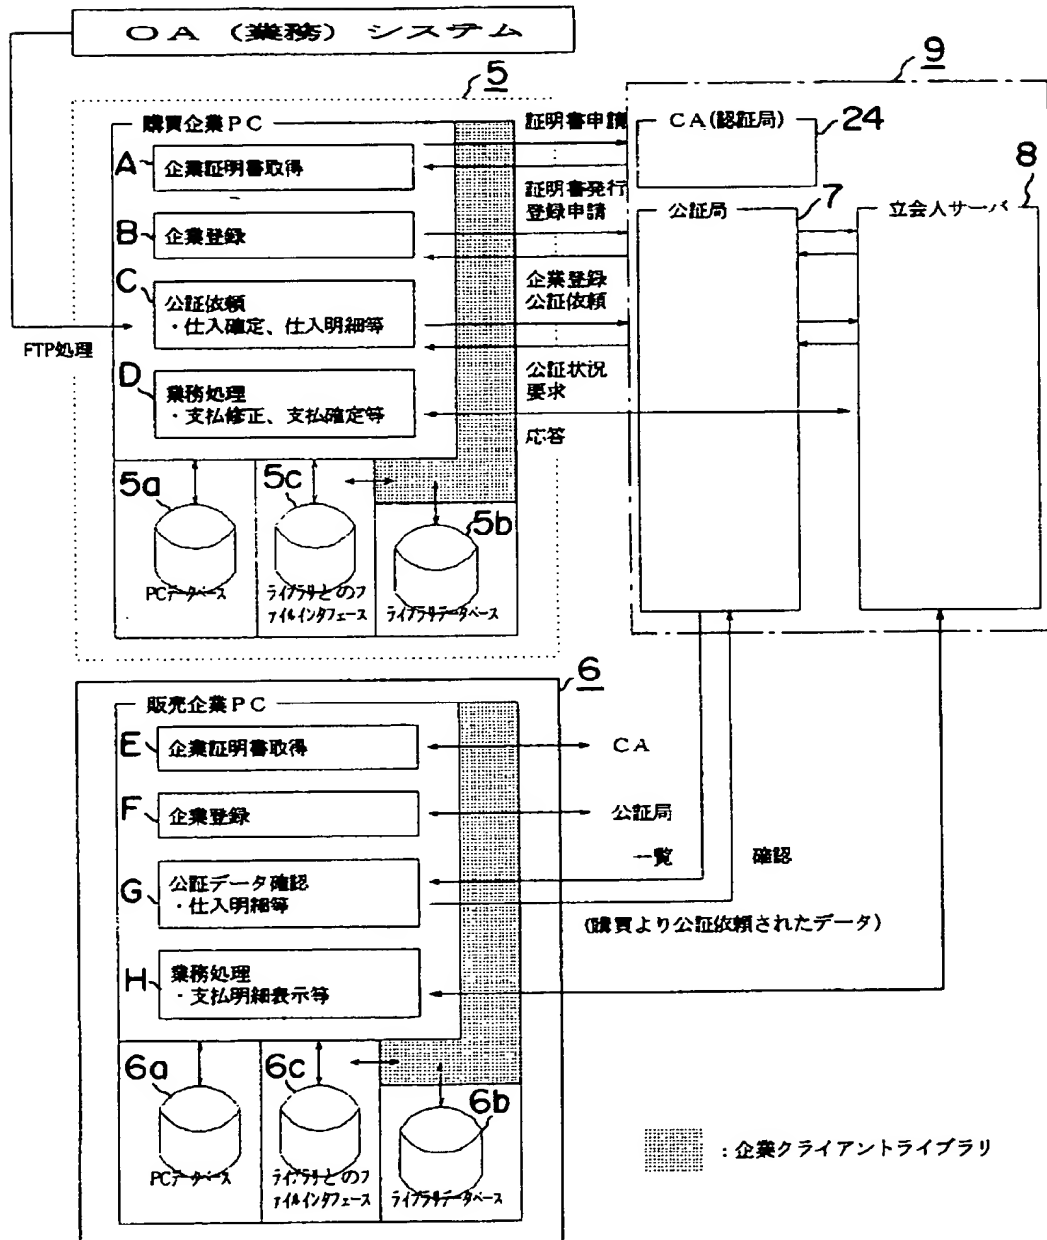 OA（業務）システム
5
9
購買企業PC
証明書申請
CA(認証局)
24
8
A
企業証明書取得
証明書発行
登録申請
公証局
7
立会人サーバ
B
企業登録
企業登録
公証依頼
C
公証依頼
・仕入確定、仕入明細等
FTP処理
公証状況
要求
D
業務処理
・支払修正、支払確定等
応答
5a
5c
5b
PCデータベース
ライブラリとのフ
ァイルインタフェース
ライブラリデータベース
6
販売企業PC
E
企業証明書取得
CA
F
企業登録
公証局
一覧
確認
G
公証データ確認
・仕入明細等
(購買より公証依頼されたデータ)
H
業務処理
・支払明細表示等
6a
6c
6b
PCデータベース
ライブラリとのフ
ァイルインタフェース
ライブラリデータベース
：企業クライアントライブラリ